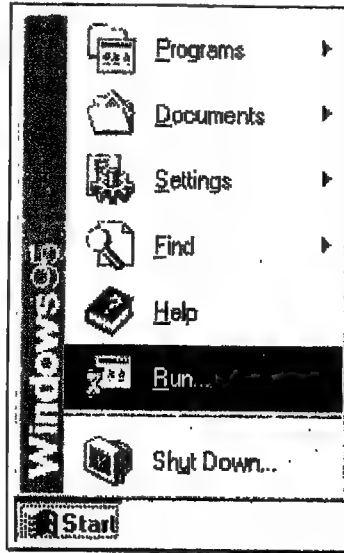 Programs
Documents
Settings
Find
Help
Run...
Shut Down...
Windows95
Start